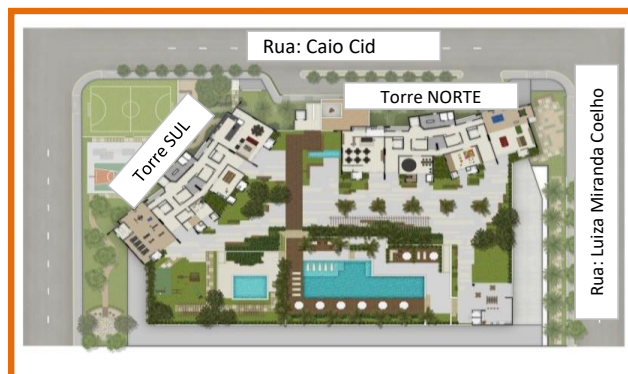 Rua: Caio Cid
Torre NORTE
Torre SUL
Rua: Luiza Miranda Coelho